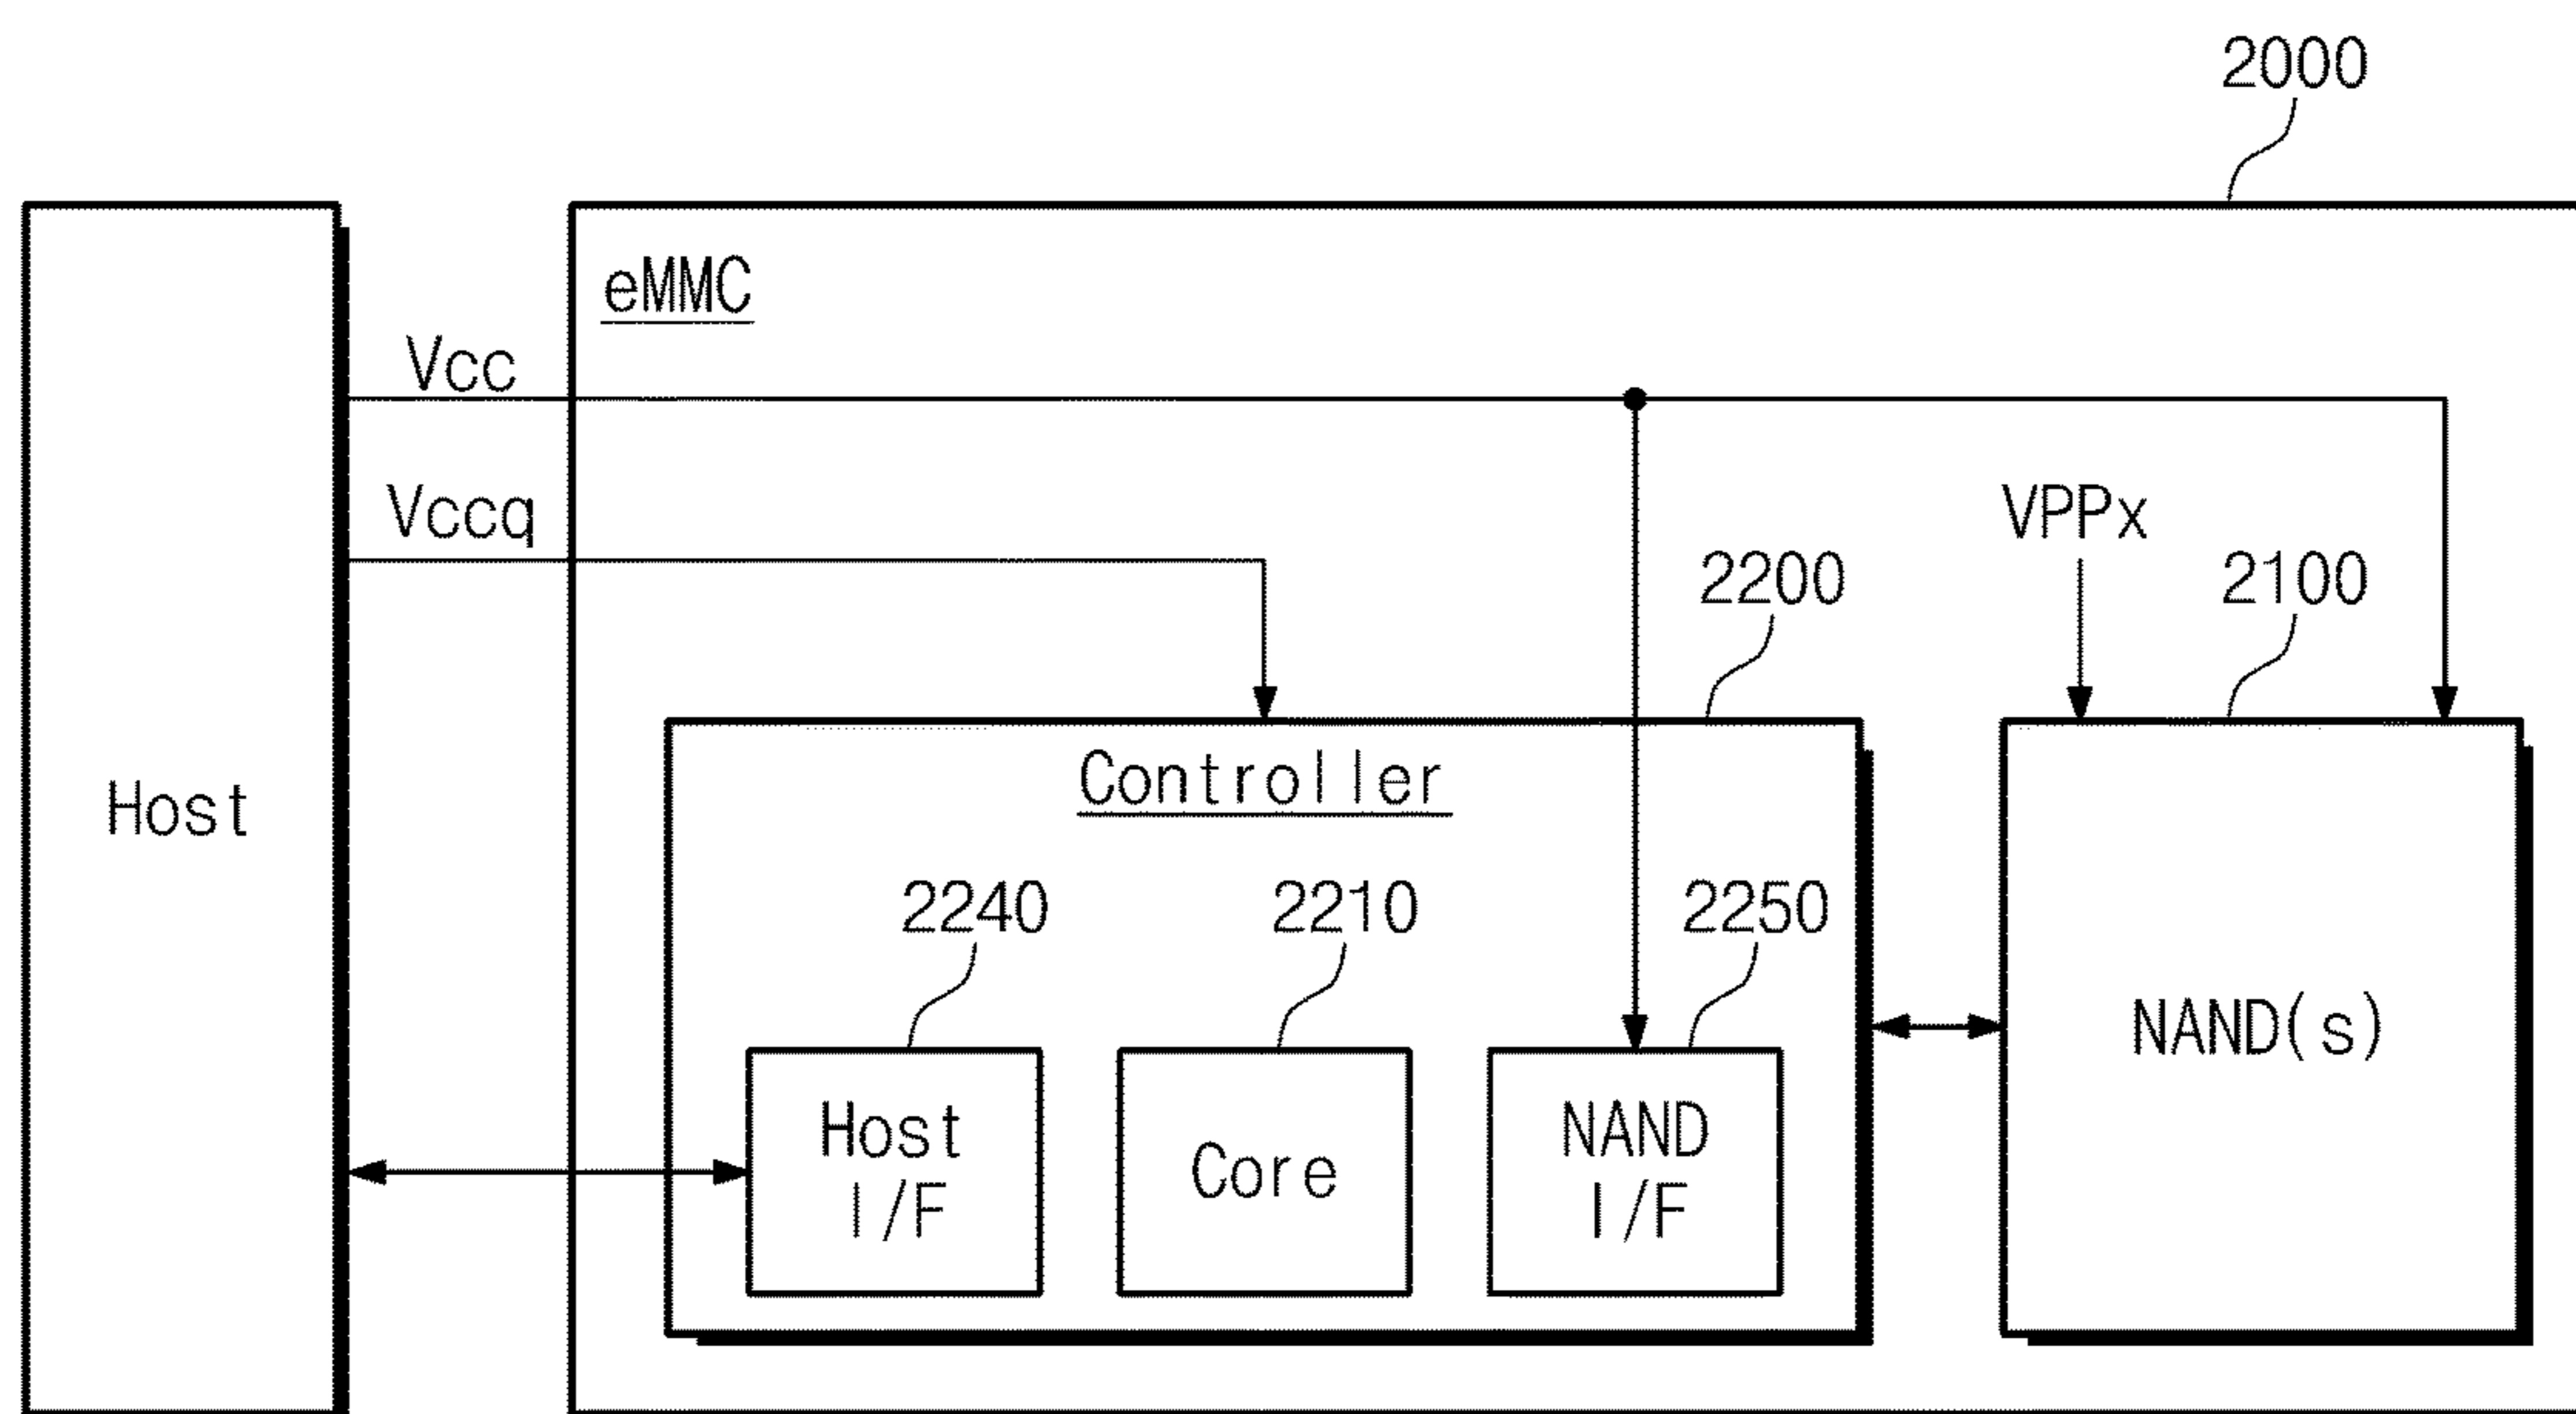 2000
eMMC
Vcc
Vccq
VPPx
2200
2100
Host
Controller
2240
2210
2250
NAND(s)
Host
I/F
Core
NAND
I/F